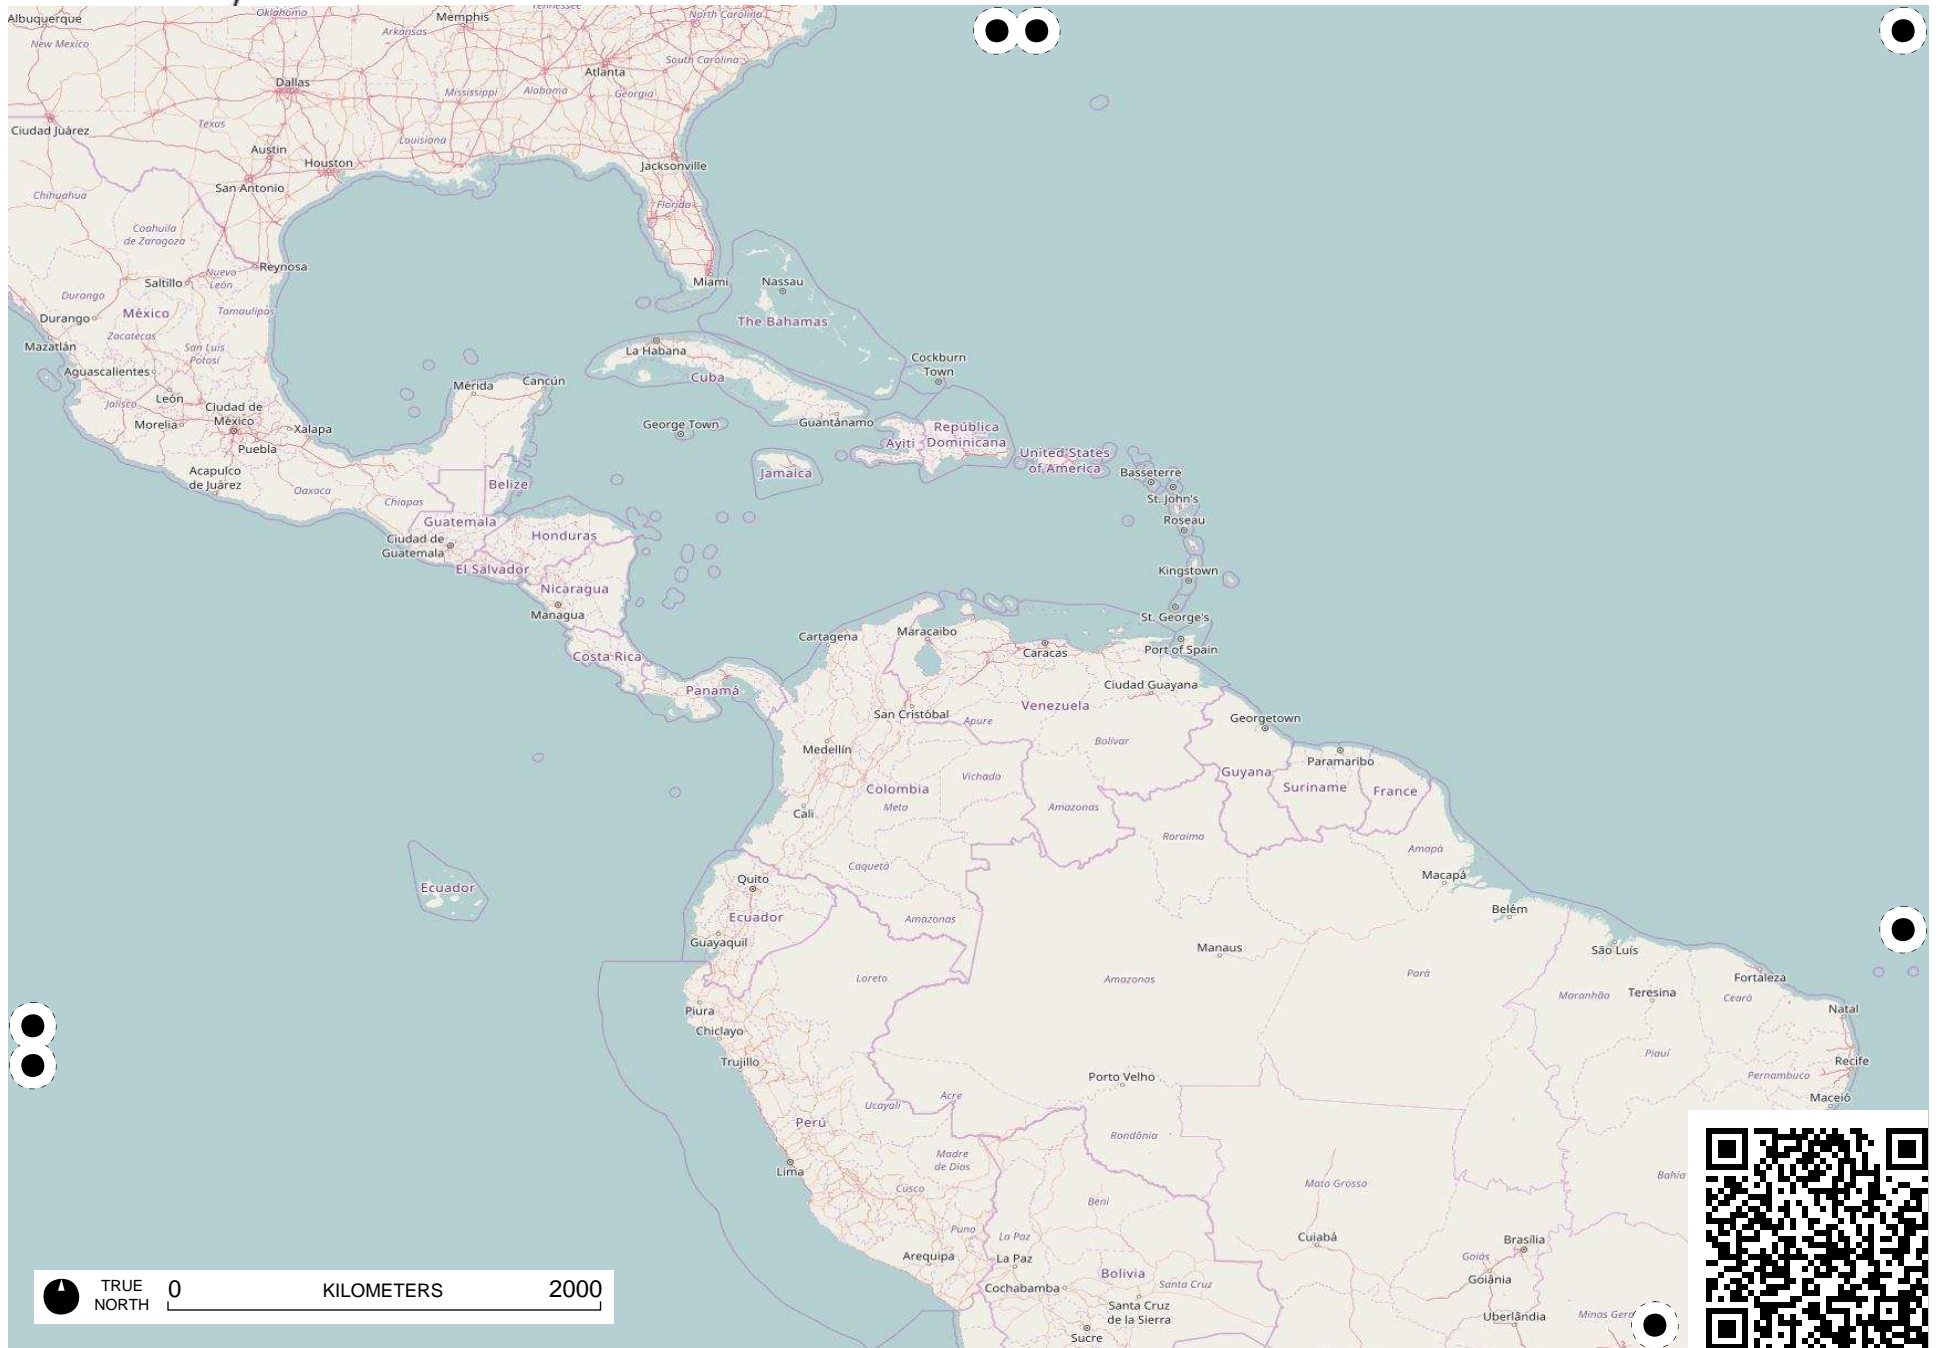 Albuquerque
Oklahoma
Memphis
Tennessee
North Carolina
New Mexico
Arkansas
South Carolina
Atlanta
Dallas
Mississippi
Alabama
Georgia
Ciudad Juárez
Texas
Louisiana
Austin
Houston
Jacksonville
San Antonio
Chihuahua
Florida
Coahuila
de Zaragoza
Reynosa
Nuevo
León
Saltillo
Miami
Nassau
Durango
México
Tamaulipas
Durango
Zacatecas
The Bahamas
Mazatlán
San Luis
Potosí
La Habana
Cockburn
Town
Aguascalientes
Mérida
Cancún
Cuba
León
Jalisco
Ciudad de
México
Morelia
Xalapa
George Town
Guantánamo
República
Dominicana
Ayiti
Puebla
United States
of America
Acapulco
de Juárez
Jamaica
Basseterre
Oaxaca
Belize
Chiapas
St. John's
Guatemala
Roseau
Honduras
Ciudad de
Guatemala
El Salvador
Kingstown
Nicaragua
Managua
St. George's
Cartagena
Maracaibo
Caracas
Port of Spain
Costa Rica
Panamá
Ciudad Guayana
Venezuela
San Cristóbal
Apure
Georgetown
Medellín
Bolívar
Paramaribo
Vichada
Guyana
Colombia
Suriname
France
Meta
Amazonas
Cali
Roraima
Amapá
Caquetá
Macapá
Quito
Ecuador
Belém
Ecuador
Amazonas
Guayaquil
Manaus
São Luís
Loreto
Amazonas
Pará
Fortaleza
Maranhão
Teresina
Ceará
Piura
Natal
Chiclayo
Trujillo
Piauí
Recife
Porto Velho
Pernambuco
Acre
Ucayali
Maceió
Perú
Rondônia
Madre
de Dios
Lima
Bahia
Mato Grosso
Cusco
Beni
Puno
La Paz
Cuiabá
Brasília
Arequipa
La Paz
Goiás
Bolivia
Goiânia
Cochabamba
Santa Cruz
Santa Cruz
de la Sierra
Uberlândia
Minas Gera
Sucre
TRUE
NORTH
0 KILOMETERS 2000